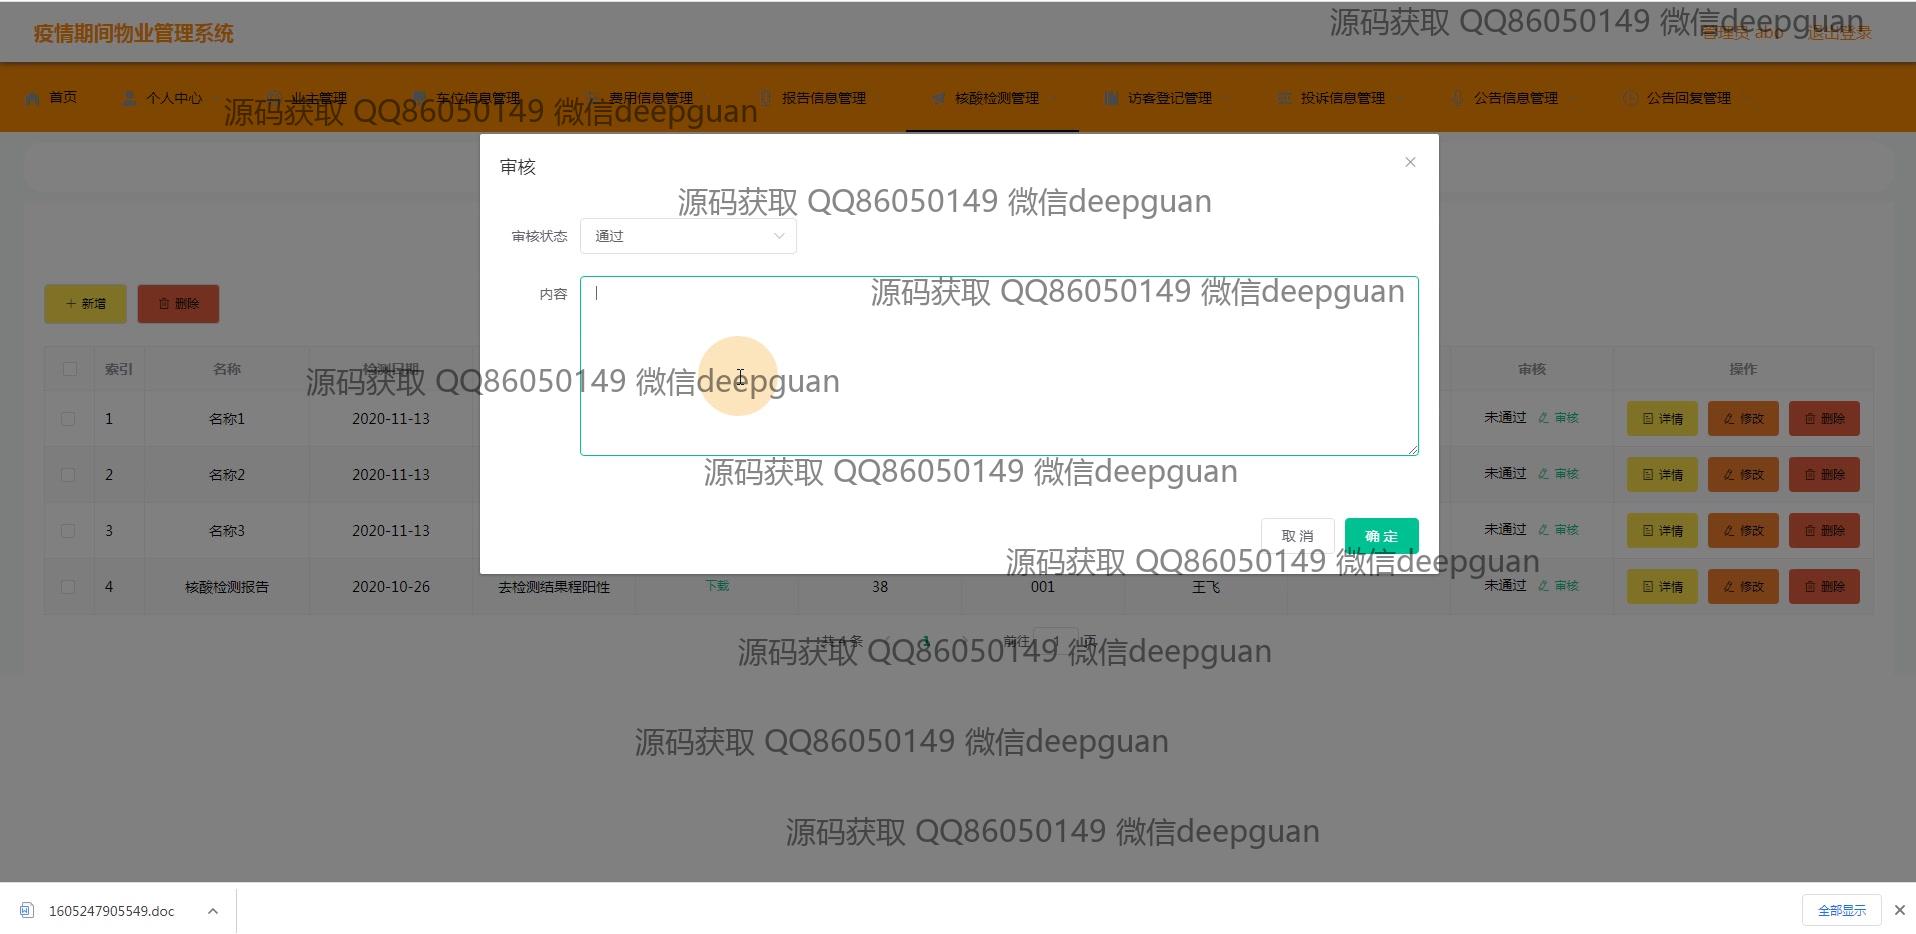 疫情期间物业管理系统
源码获取 QQ86050149 微信deepguan
管理员 abo 退出登录
首页 个人中心 业主管理 车位信息管理 费用信息管理 报告信息管理 核酸检测管理 访客登记管理 投诉信息管理 公告信息管理 公告回复管理
源码获取 QQ86050149 微信deepguan
审核
源码获取 QQ86050149 微信deepguan
审核状态 通过
内容
源码获取 QQ86050149 微信deepguan
新增 删除
索引 名称 检测日期 审核 操作
源码获取 QQ86050149 微信deepguan
1 名称1 2020-11-13 未通过 审核 详情 修改 删除
2 名称2 2020-11-13 未通过 审核 详情 修改 删除
源码获取 QQ86050149 微信deepguan
3 名称3 2020-11-13 未通过 审核 详情 修改 删除
取消 确定
源码获取 QQ86050149 微信deepguan
4 核酸检测报告 2020-10-26 去检测结果程阳性 下载 38 001 王飞 未通过 审核 详情 修改 删除
共 4 条 1 前往 1 页
源码获取 QQ86050149 微信deepguan
源码获取 QQ86050149 微信deepguan
源码获取 QQ86050149 微信deepguan
1605247905549.doc 全部显示